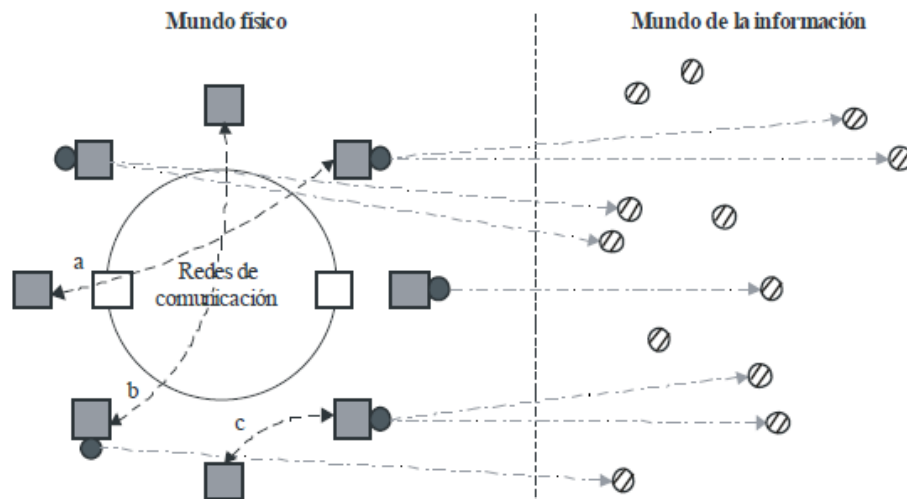 Mundo físico
Mundo de la información
a
Redes de
comunicación
b
c